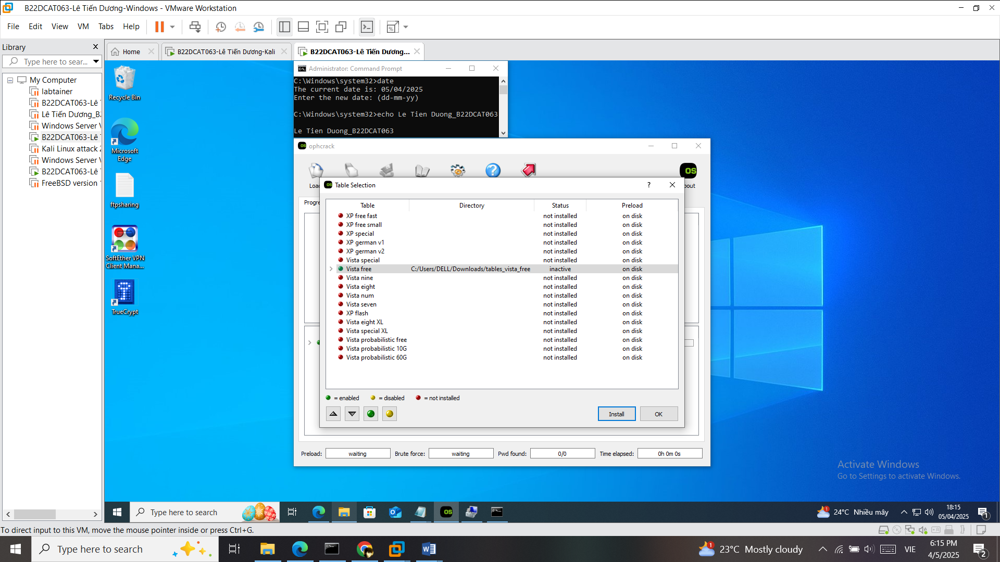 B22DCAT063-Lê Tiến Dương-Windows - VMware Workstation
File Edit View VM Tabs Help
Library
Type here to sear...
Home
B22DCAT063-Lê Tiến Dương-Kali
B22DCAT063-Lê Tiến Dương...
My Computer
labtainer
B22DCAT063-Lê
Lê Tiến Dương_B
Windows Server
B22DCAT063-Lê
Kali Linux attack
Windows Server
B22DCAT063-Lê
FreeBSD version
Recycle Bin
Microsoft
Edge
ftpsharing
SoftEther VPN
Client Mana...
TrueCrypt
Administrator: Command Prompt
C:\Windows\system32>date
The current date is: 05/04/2025
Enter the new date: (dd-mm-yy)
C:\Windows\system32>echo Le Tien Duong_B22DCAT063
Le Tien Duong_B22DCAT063
ophcrack
Loa
bout
Progre
Table Selection
?
Table Directory Status Preload
XP free fast not installed on disk
XP free small not installed on disk
XP special not installed on disk
XP german v1 not installed on disk
XP german v2 not installed on disk
Vista special not installed on disk
Vista free C:/Users/DELL/Downloads/tables_vista_free inactive on disk
Vista nine not installed on disk
Vista eight not installed on disk
Vista num not installed on disk
Vista seven not installed on disk
XP flash not installed on disk
Vista eight XL not installed on disk
Vista special XL not installed on disk
Vista probabilistic free not installed on disk
Vista probabilistic 10G not installed on disk
Vista probabilistic 60G not installed on disk
= enabled = disabled = not installed
Install OK
Preload: waiting Brute force: waiting Pwd found: 0/0 Time elapsed: 0h 0m 0s
Activate Windows
Go to Settings to activate Windows.
Type here to search
24°C Nhiều mây
18:15
05/04/2025
To direct input to this VM, move the mouse pointer inside or press Ctrl+G.
Type here to search
23°C Mostly cloudy
VIE
6:15 PM
4/5/2025
2